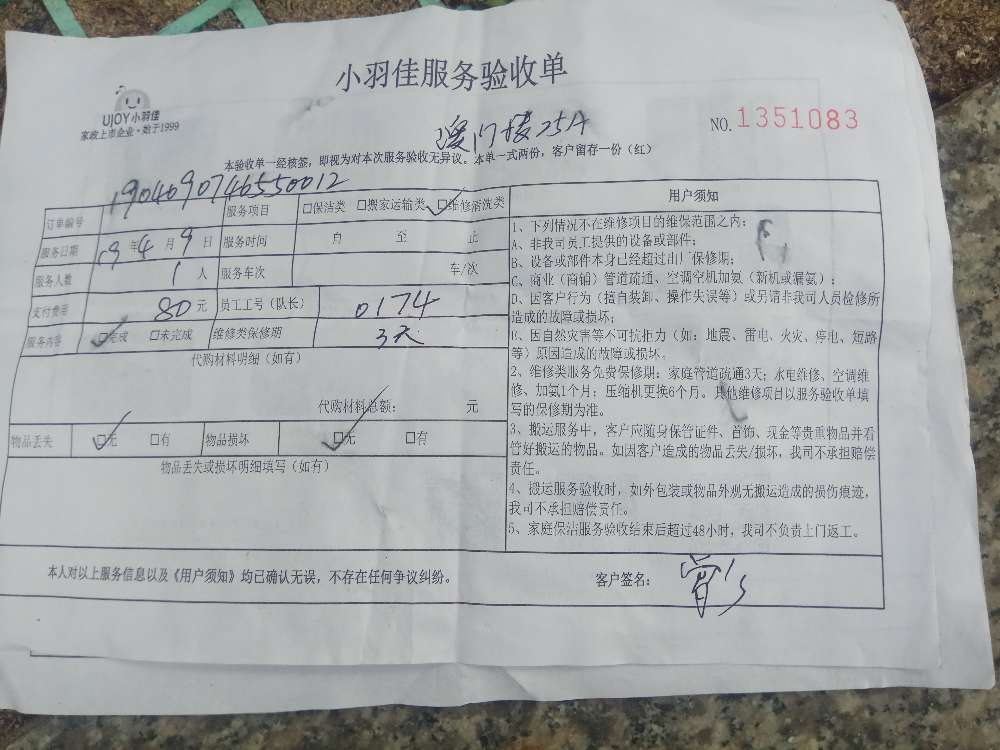 小羽佳服务验收单
UJOY小羽佳
家政上市企业·始于1999
澳门楼25A
NO.1351083
本验收单一经核签，即视为对本次服务验收无异议。本单一式两份，客户留存一份（红）
订单编号 1904090746550012 服务项目 □保洁类 □搬家运输类 □维修清洗类
服务日期 19年4月9日 服务时间 自 至 止
服务人数 1人 服务车次 车/次
支付费用 80元 员工工号（队长） 0174
服务内容 □完成 □未完成 维修类保修期 3天
代购材料明细（如有）
代购材料总额： 元
物品丢失 □无 □有 物品损坏 □无 □有
物品丢失或损坏明细填写（如有）
用户须知
1、下列情况不在维修项目的维保范围之内：
A、非我司员工提供的设备或部件；
B、设备或部件本身已经超过出厂保修期；
C、商业（商铺）管道疏通、空调空机加氨（新机或漏氨）；
D、因客户行为（擅自装卸、操作失误等）或另请非我司人员检修所
造成的故障或损坏；
E、因自然灾害等不可抗拒力（如：地震、雷电、火灾、停电、短路
等）原因造成的故障或损坏。
2、维修类服务免费保修期：家庭管道疏通3天；水电维修、空调维
修、加氨1个月；压缩机更换6个月。其他维修项目以服务验收单填
写的保修期为准。
3、搬运服务中，客户应随身保管证件、首饰、现金等贵重物品并看
管好搬运的物品。如因客户造成的物品丢失/损坏，我司不承担赔偿
责任。
4、搬运服务验收时，如外包装或物品外观无搬运造成的损伤痕迹，
我司不承担赔偿责任。
5、家庭保洁服务验收结束后超过48小时，我司不负责上门返工。
本人对以上服务信息以及《用户须知》均已确认无误，不存在任何争议纠纷。
客户签名：